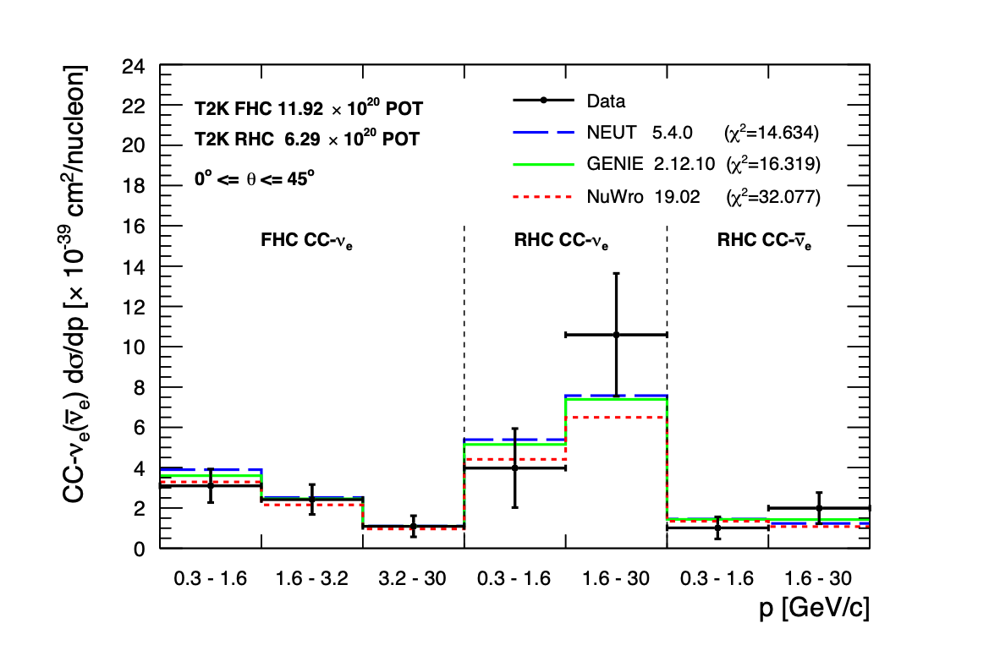 CC-νe(ν̅e) dσ/dp [× 10⁻³⁹ cm²/nucleon]
24
22
20
18
16
14
12
10
8
6
4
2
0
T2K FHC 11.92 × 10²⁰ POT
T2K RHC 6.29 × 10²⁰ POT
0° <= θ <= 45°
Data
NEUT 5.4.0 (χ²=14.634)
GENIE 2.12.10 (χ²=16.319)
NuWro 19.02 (χ²=32.077)
FHC CC-νe RHC CC-νe RHC CC-ν̅e
0.3 - 1.6 1.6 - 3.2 3.2 - 30 0.3 - 1.6 1.6 - 30 0.3 - 1.6 1.6 - 30
p [GeV/c]